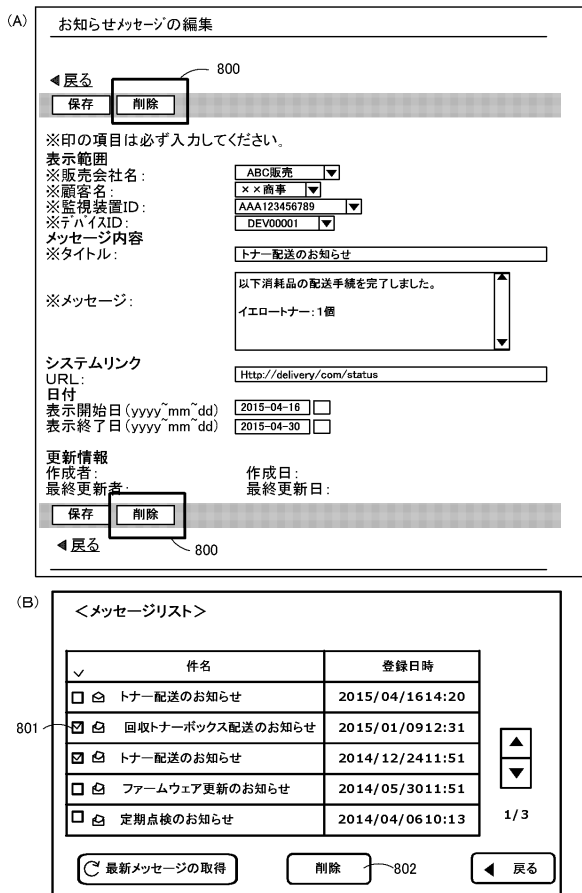 (A)
お知らせメッセージの編集
800
戻る
保存 削除
※印の項目は必ず入力してください。
表示範囲
※販売会社名: ABC販売
※顧客名: ××商事
※監視装置ID: AAA123456789
※デバイスID: DEV00001
メッセージ内容
※タイトル: トナー配送のお知らせ
※メッセージ: 以下消耗品の配送手続を完了しました。
イエロートナー:1個
システムリンク
URL: Http://delivery/com/status
日付
表示開始日(yyyy~mm~dd) 2015-04-16
表示終了日(yyyy~mm~dd) 2015-04-30
更新情報
作成者: 作成日:
最終更新者: 最終更新日:
保存 削除
戻る
800
(B)
<メッセージリスト>
件名 登録日時
トナー配送のお知らせ 2015/04/1614:20
801 回収トナーボックス配送のお知らせ 2015/01/0912:31
トナー配送のお知らせ 2014/12/2411:51
ファームウェア更新のお知らせ 2014/05/3011:51
定期点検のお知らせ 2014/04/0610:13
1/3
最新メッセージの取得 削除 802 戻る